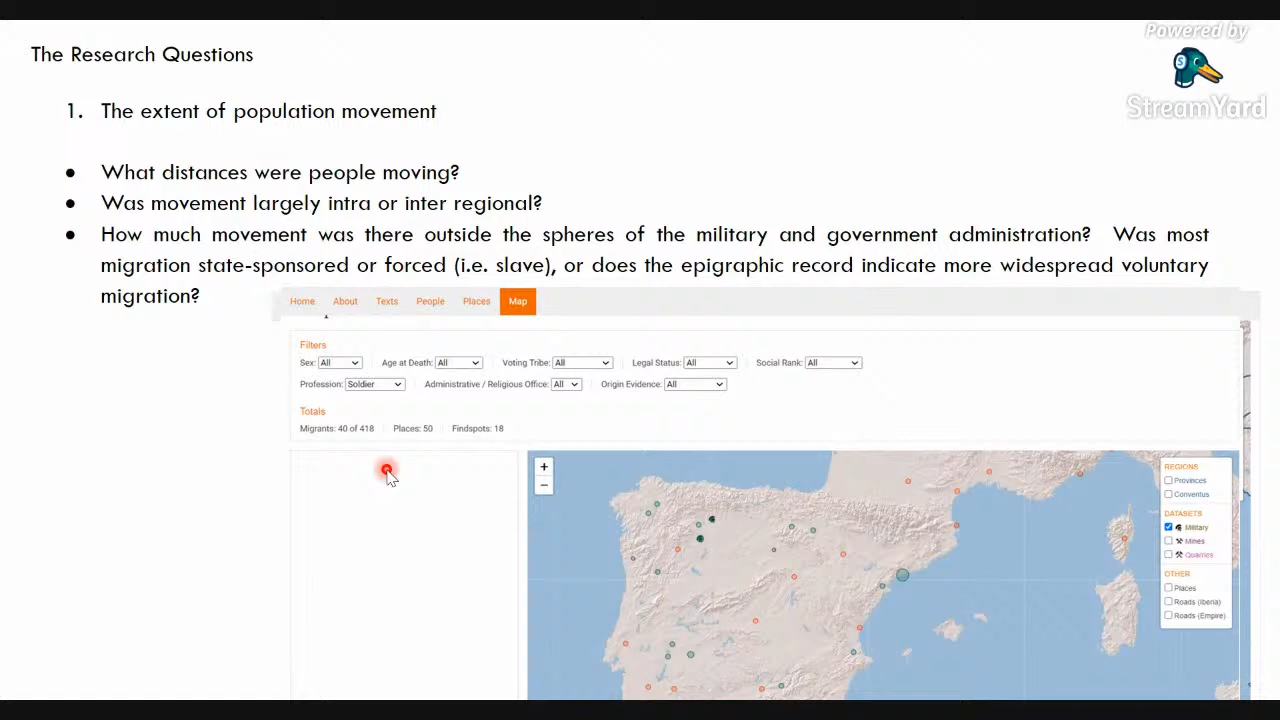 Powered by
StreamYard
The Research Questions
1. The extent of population movement
● What distances were people moving?
● Was movement largely intra or inter regional?
● How much movement was there outside the spheres of the military and government administration? Was most
migration state-sponsored or forced (i.e. slave), or does the epigraphic record indicate more widespread voluntary
migration?
Home About Texts People Places Map
Filters
Sex: All Age at Death: All Voting Tribe: All Legal Status: All Social Rank: All
Profession: Soldier Administrative / Religious Office: All Origin Evidence: All
Totals
Migrants: 40 of 418 Places: 50 Findspots: 18
+
−
REGIONS
Provinces
Conventus
DATASETS
Military
Mines
Quarries
OTHER
Places
Roads (Iberia)
Roads (Empire)